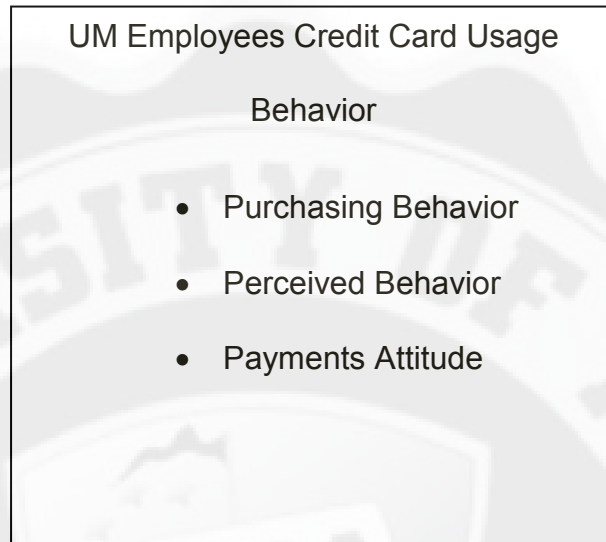 UM Employees Credit Card Usage
Behavior
• Purchasing Behavior
• Perceived Behavior
• Payments Attitude